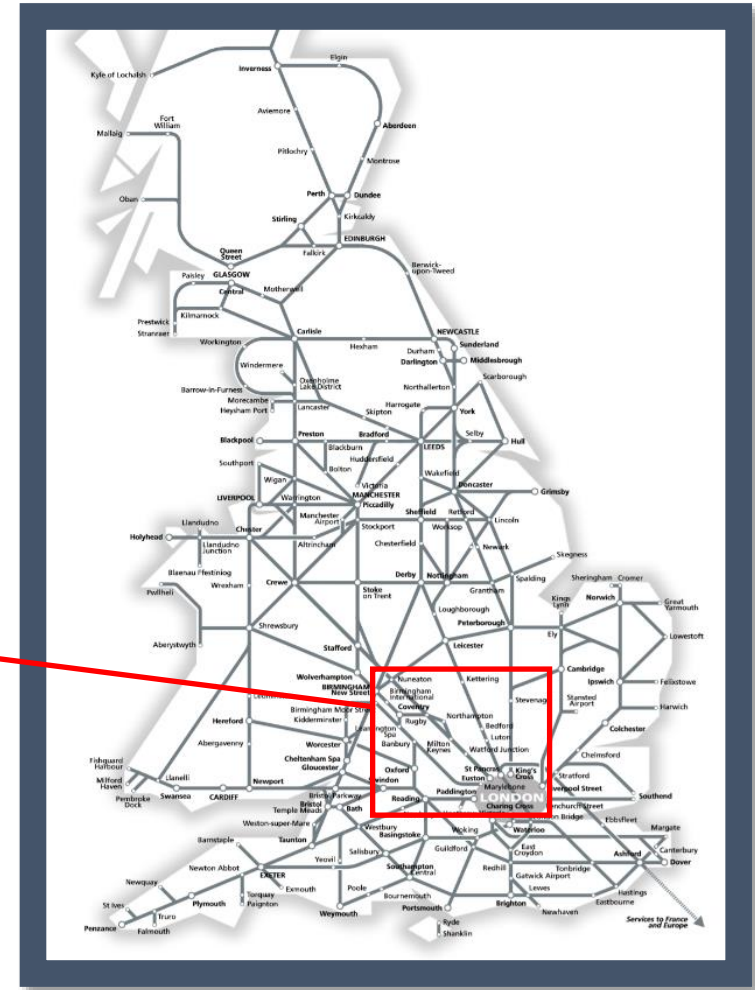 Elgin
Inverness
Kyle of Lochalsh
Aviemore
Fort
William
Aberdeen
Mallaig
Pitlochry
Montrose
Perth
Dundee
Oban
Kirkcaldy
Stirling
EDINBURGH
Queen
Street
Falkirk
Berwick-
upon-Tweed
Paisley
GLASGOW
Central
Motherwell
Prestwick
Kilmarnock
Stranraer
Carlisle
NEWCASTLE
Workington
Hexham
Sunderland
Durham
Darlington
Middlesbrough
Windermere
Scarborough
Oxenholme
Lake District
Northallerton
Barrow-in-Furness
Morecambe
Heysham Port
Lancaster
Harrogate
York
Skipton
Preston
Bradford
Selby
Blackpool
Hull
Blackburn
LEEDS
Huddersfield
Southport
Bolton
Wakefield
Wigan
Victoria
Doncaster
MANCHESTER
Grimsby
LIVERPOOL
Warrington
Piccadilly
Manchester
Airport
Sheffield
Retford
Lincoln
Llandudno
Stockport
Worksop
Chester
Holyhead
Llandudno
Junction
Altrincham
Chesterfield
Newark
Skegness
Blaenau Ffestiniog
Wrexham
Crewe
Derby
Nottingham
Spalding
Sheringham
Cromer
Pwllheli
Stoke
on Trent
Grantham
Kings
Lynn
Norwich
Great
Yarmouth
Loughborough
Shrewsbury
Peterborough
Ely
Lowestoft
Aberystwyth
Stafford
Leicester
Wolverhampton
Cambridge
BIRMINGHAM
New Street
Nuneaton
Kettering
Ipswich
Felixstowe
Birmingham
International
Stevenag
Stansted
Airport
Harwich
Birmingham Moor Stre
Coventry
Rugby
Northampton
Kidderminster
Hereford
Spa
Bedford
Colchester
Abergavenny
Worcester
Banbury
Milton
Keynes
Luton
Watford Junction
Chelmsford
Fishguard
Harbour
Cheltenham Spa
Gloucester
Oxford
St Pancras
Euston
King's
Cross
Stratford
Milford
Haven
Llanelli
Newport
Marylebone
verpool Street
Pembroke
Dock
Swansea
CARDIFF
Bristol Parkway
Reading
Paddington
LONDON
Southend
Bristol
Temple Meads
Bath
Charing Cross
enchurch Street
Weston-super-Mare
Ebbsfleet
Westbury
Basingstoke
Woking
Waterloo
Margate
Barnstaple
Taunton
Salisbury
Guildford
East
Croydon
Canterbury
Yeovil
Southampton
Central
Redhill
Tonbridge
Ashford
Dover
Newton Abbot
EXETER
Gatwick Airport
Newquay
Exmouth
Poole
Bournemouth
Lewes
Hastings
St Ives
Plymouth
Torquay
Paignton
Portsmouth
Brighton
Eastbourne
Truro
Weymouth
Newhaven
Penzance
Falmouth
Ryde
Shanklin
Services to France
and Europe